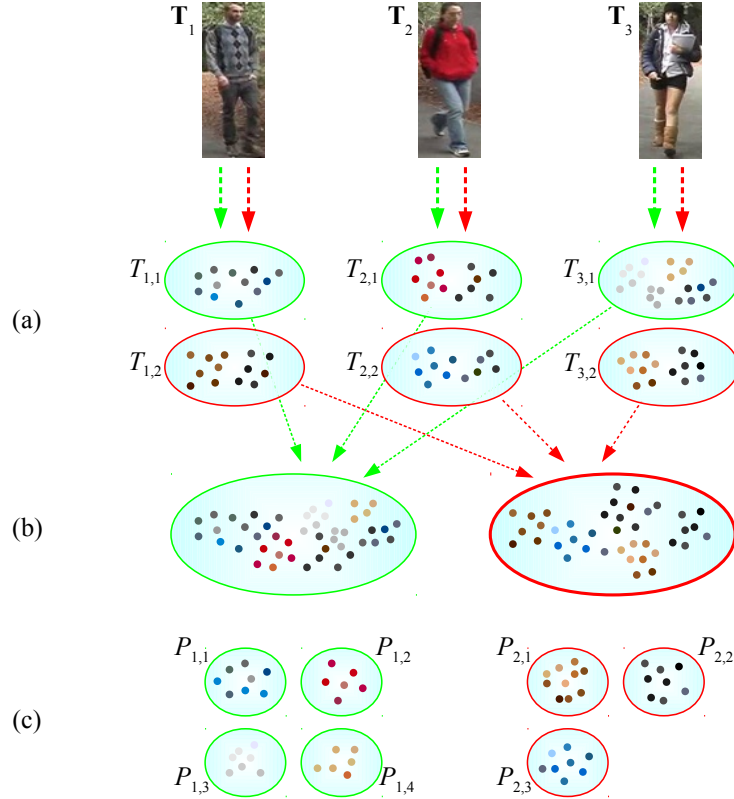 T1 T2 T3
T1,1 T2,1 T3,1
(a)
T1,2 T2,2 T3,2
(b)
P1,1 P1,2 P2,1 P2,2
(c)
P1,3 P1,4 P2,3